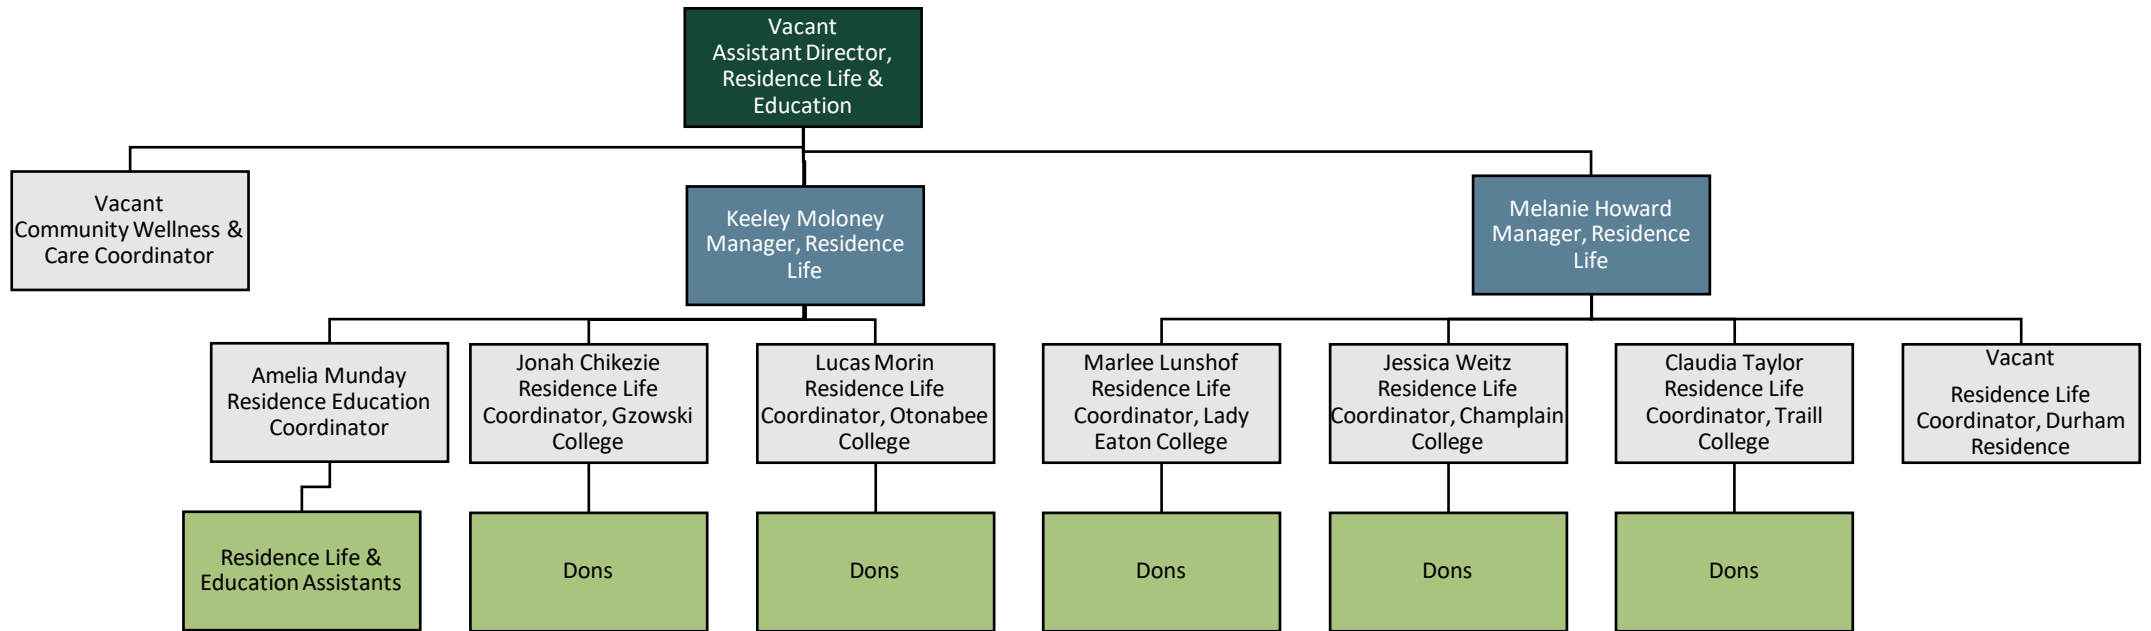 Vacant
Assistant Director,
Residence Life &
Education
Vacant
Community Wellness &
Care Coordinator
Keeley Moloney
Manager, Residence
Life
Melanie Howard
Manager, Residence
Life
Amelia Munday
Residence Education
Coordinator
Jonah Chikezie
Residence Life
Coordinator, Gzowski
College
Lucas Morin
Residence Life
Coordinator, Otonabee
College
Marlee Lunshof
Residence Life
Coordinator, Lady
Eaton College
Jessica Weitz
Residence Life
Coordinator, Champlain
College
Claudia Taylor
Residence Life
Coordinator, Traill
College
Vacant
Residence Life
Coordinator, Durham
Residence
Residence Life &
Education Assistants
Dons
Dons
Dons
Dons
Dons